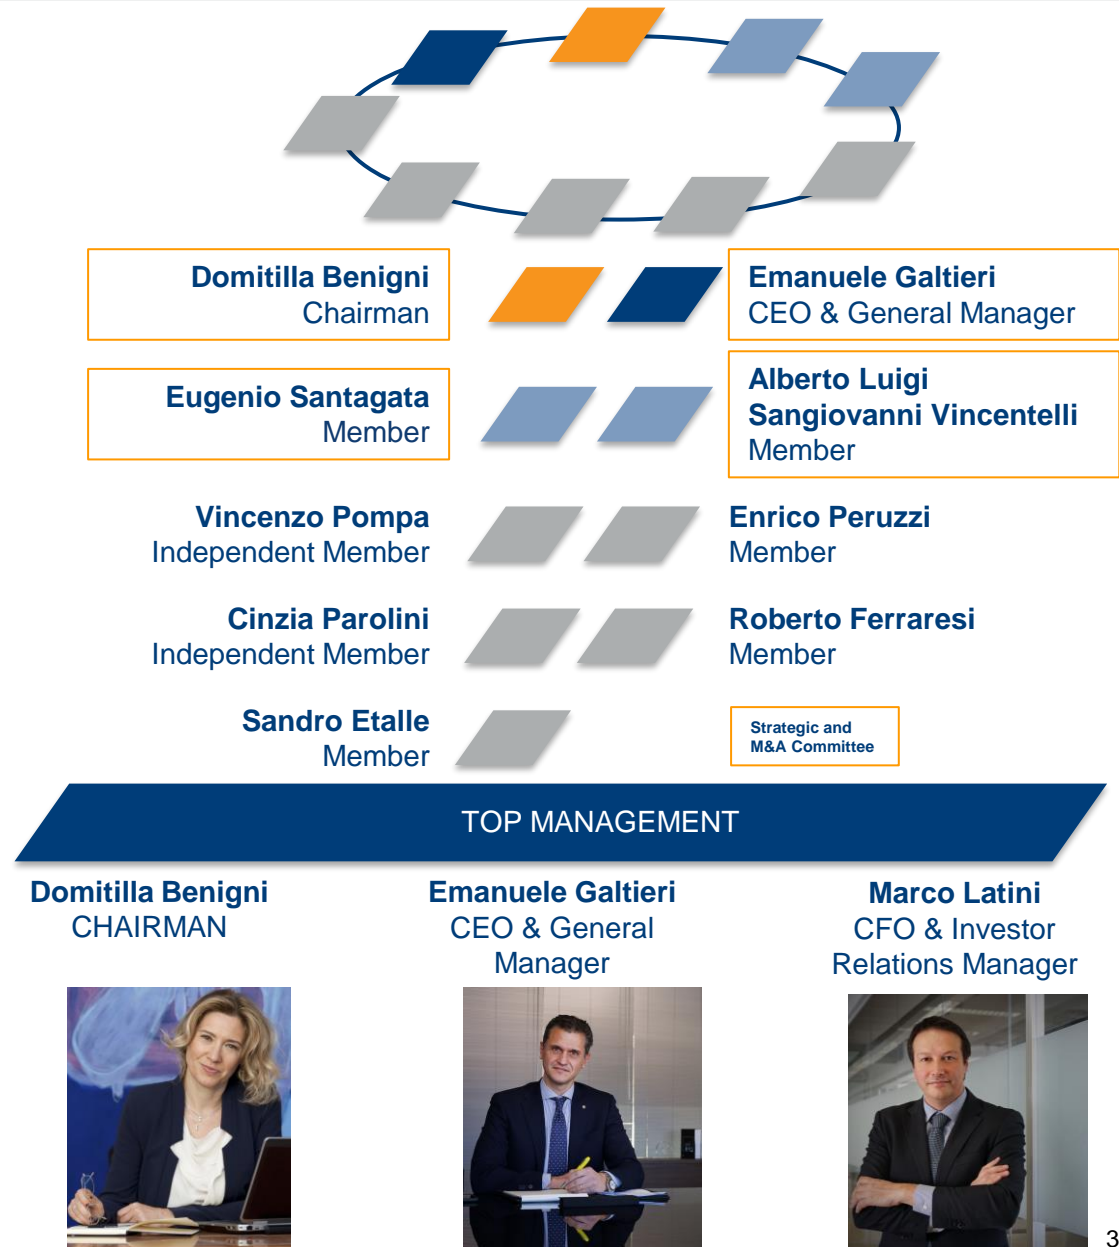 Domitilla Benigni
Chairman
Emanuele Galtieri
CEO & General Manager
Eugenio Santagata
Member
Alberto Luigi
Sangiovanni Vincentelli
Member
Vincenzo Pompa
Independent Member
Enrico Peruzzi
Member
Cinzia Parolini
Independent Member
Roberto Ferraresi
Member
Sandro Etalle
Member
Strategic and
M&A Committee
TOP MANAGEMENT
Domitilla Benigni
CHAIRMAN
Emanuele Galtieri
CEO & General
Manager
Marco Latini
CFO & Investor
Relations Manager
3